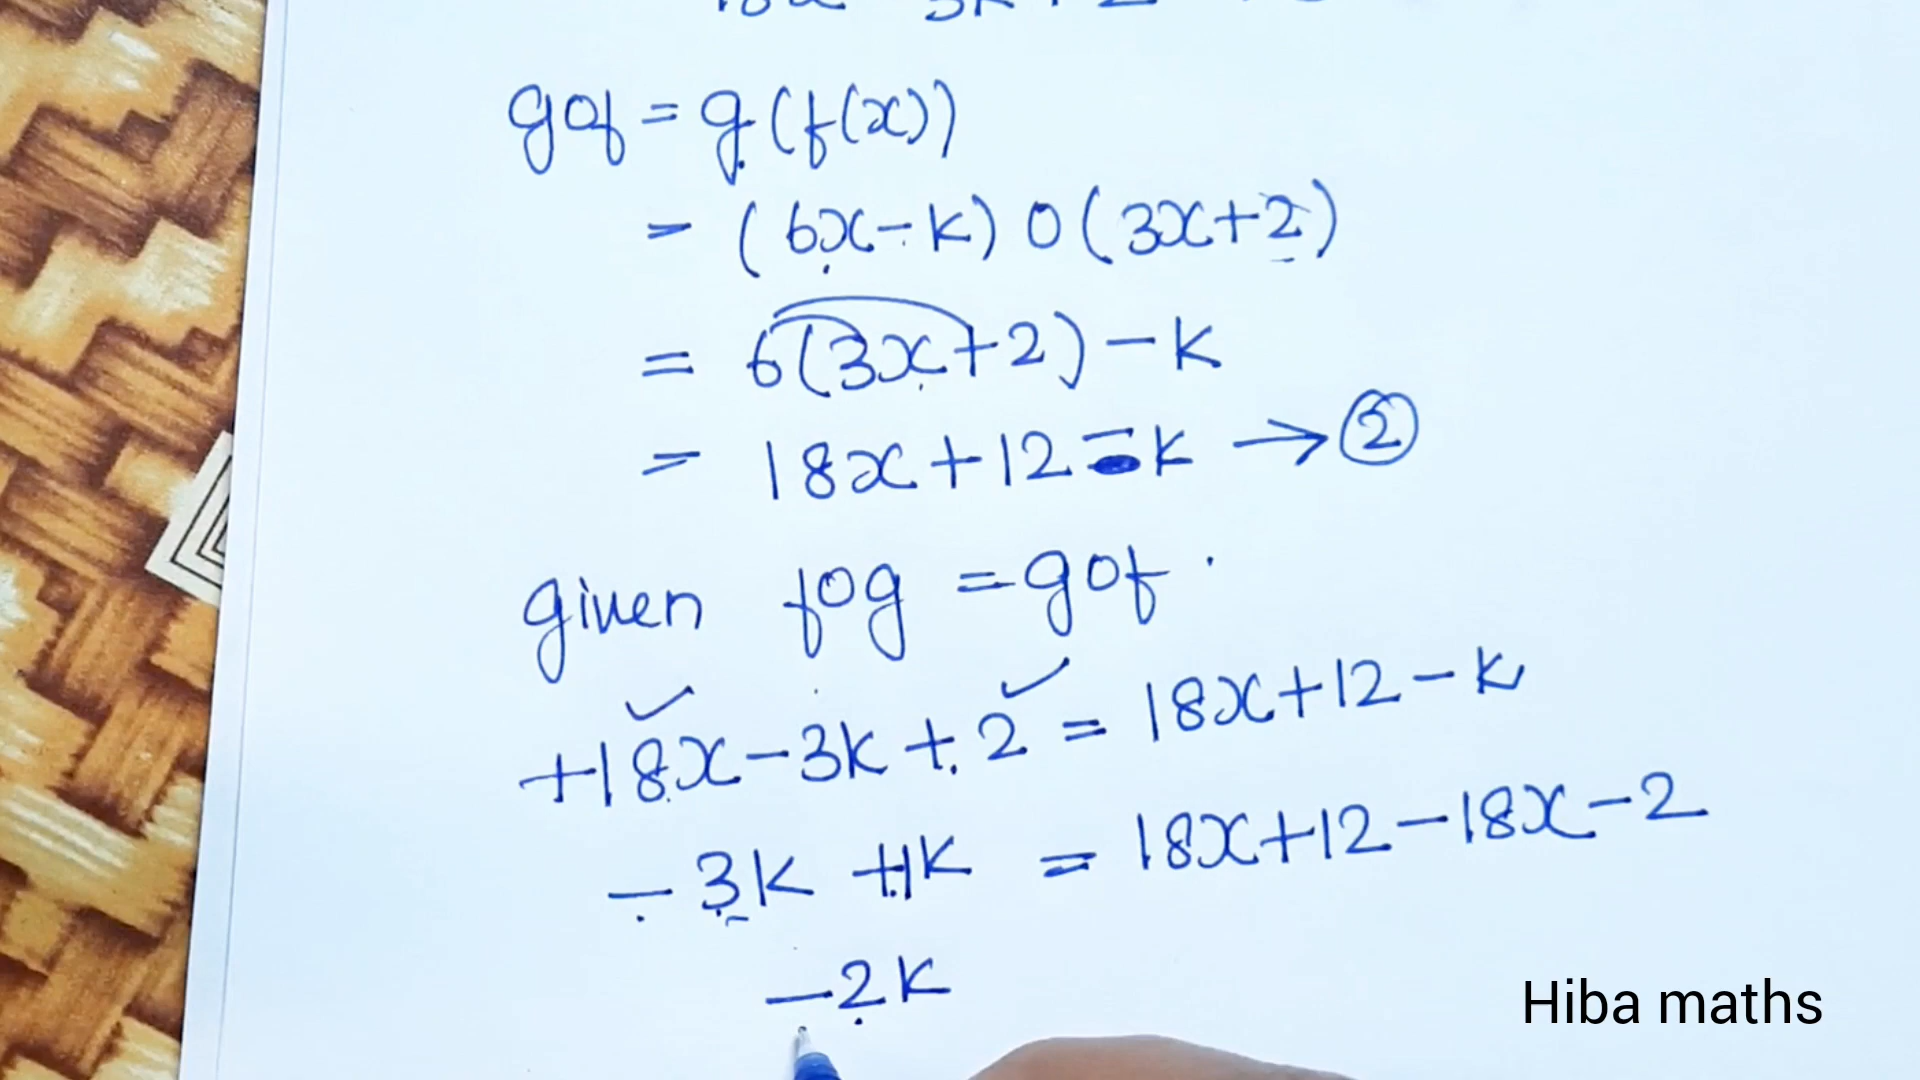 gof = g(f(x))
= (6x-k) o (3x+2)
= 6(3x+2)-k
= 18x+12-k → ②
given fog = gof.
+18x-3k+2 = 18x+12-k
-3k +1k = 18x+12-18x-2
-2k
Hiba maths